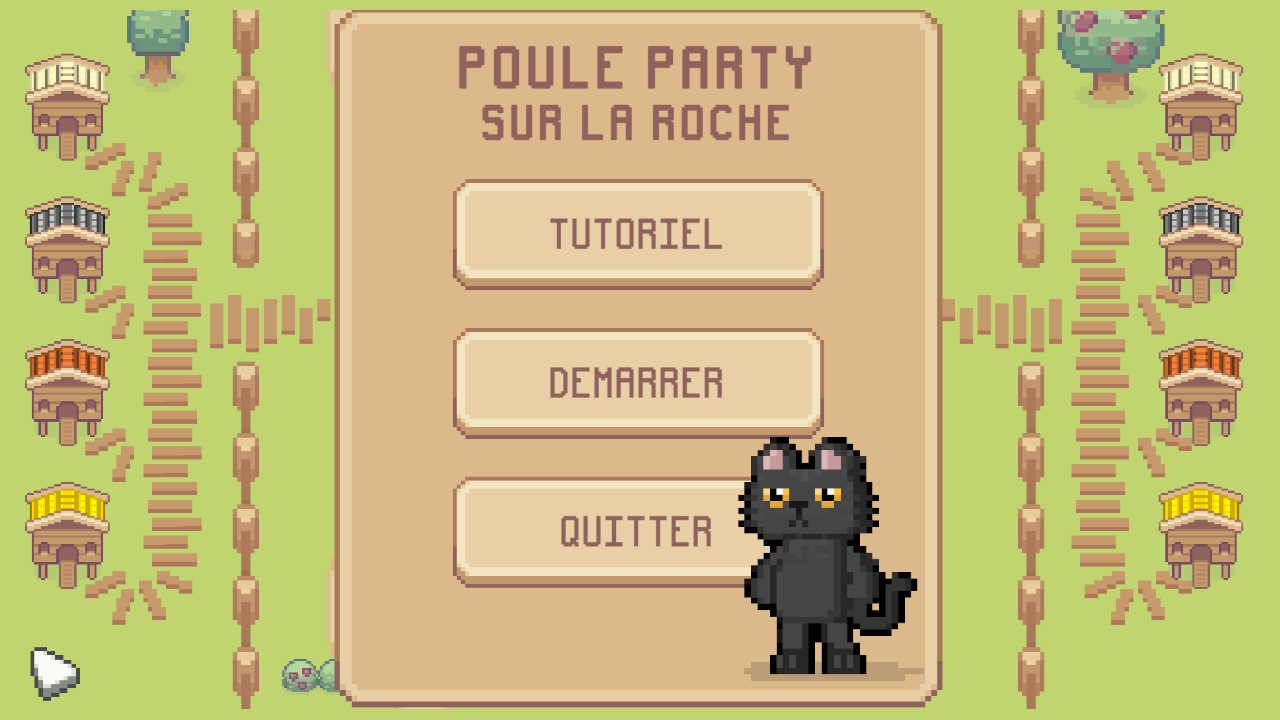 POULE PARTY
SUR LA ROCHE
TUTORIEL
DEMARRER
QUITTER